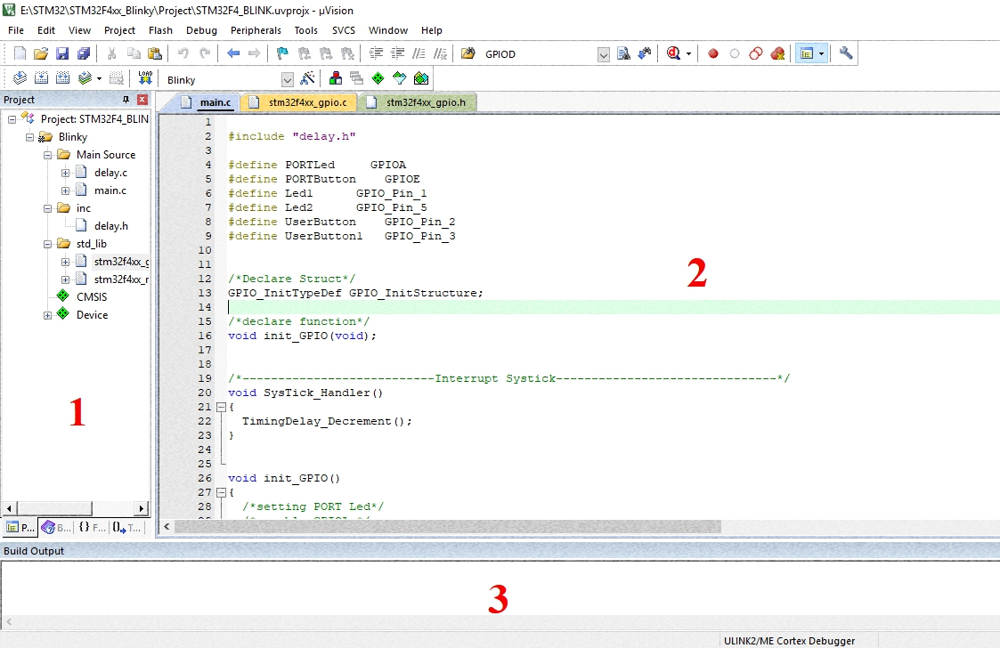 E:\STM32\STM32F4xx_Blinky\Project\STM32F4_BLINK.uvprojx - µVision
File Edit View Project Flash Debug Peripherals Tools SVCS Window Help
GPIOD
LOAD Blinky
Project
main.c stm32f4xx_gpio.c stm32f4xx_gpio.h
Project: STM32F4_BLIN
Blinky
Main Source
delay.c
main.c
inc
delay.h
std_lib
stm32f4xx_g
stm32f4xx_r
CMSIS
Device
1
P... B... {} F... T...
1
2 #include "delay.h"
3
4 #define PORTLed GPIOA
5 #define PORTButton GPIOE
6 #define Led1 GPIO_Pin_1
7 #define Led2 GPIO_Pin_5
8 #define UserButton GPIO_Pin_2
9 #define UserButton1 GPIO_Pin_3
10
11
12 /*Declare Struct*/
13 GPIO_InitTypeDef GPIO_InitStructure;
14
15 /*declare function*/
16 void init_GPIO(void);
17
18
19 /*---------------------------Interrupt Systick-------------------------------*/
20 void SysTick_Handler()
21 {
22 TimingDelay_Decrement();
23 }
24
25
26 void init_GPIO()
27 {
28 /*setting PORT Led*/
2
Build Output
3
ULINK2/ME Cortex Debugger